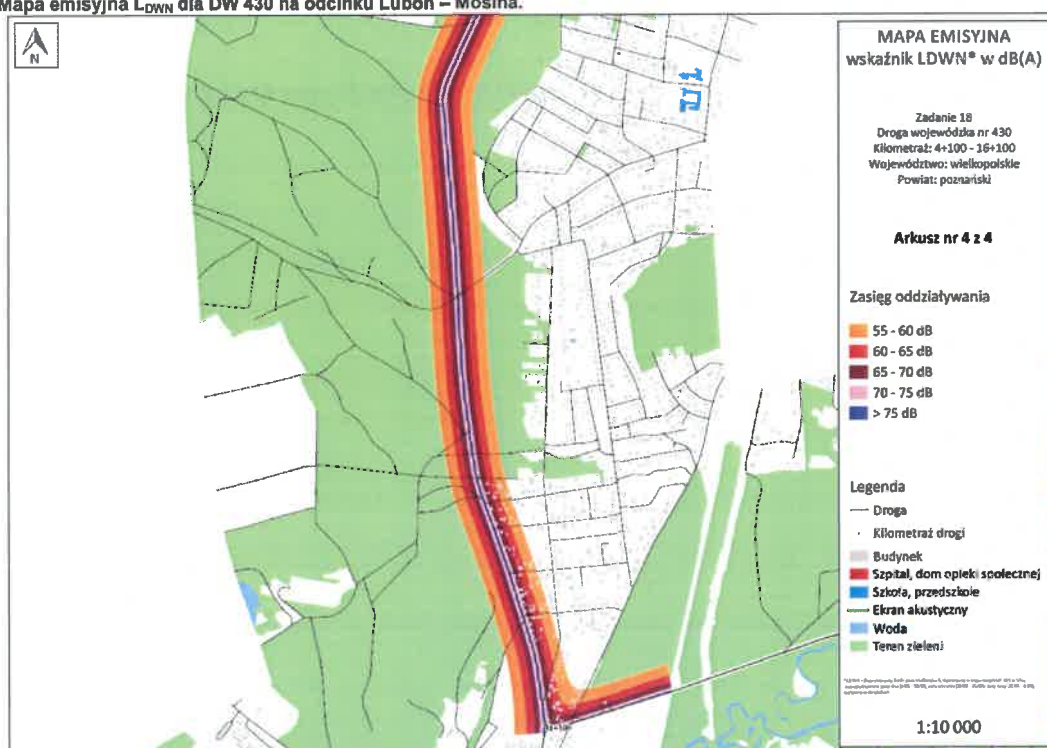 Mapa emisyjna LDWN dla DW 430 na odcinku Luboń – Mosina.
N
MAPA EMISYJNA
wskaźnik LDWN* w dB(A)
Zadanie 18
Droga wojewódzka nr 430
Kilometraż: 4+100 - 16+100
Województwo: wielkopolskie
Powiat: poznański
Arkusz nr 4 z 4
Zasięg oddziaływania
55 - 60 dB
60 - 65 dB
65 - 70 dB
70 - 75 dB
> 75 dB
Legenda
Droga
Kilometraż drogi
Budynek
Szpital, dom opieki społecznej
Szkoła, przedszkole
Ekran akustyczny
Woda
Teren zieleni
1:10 000